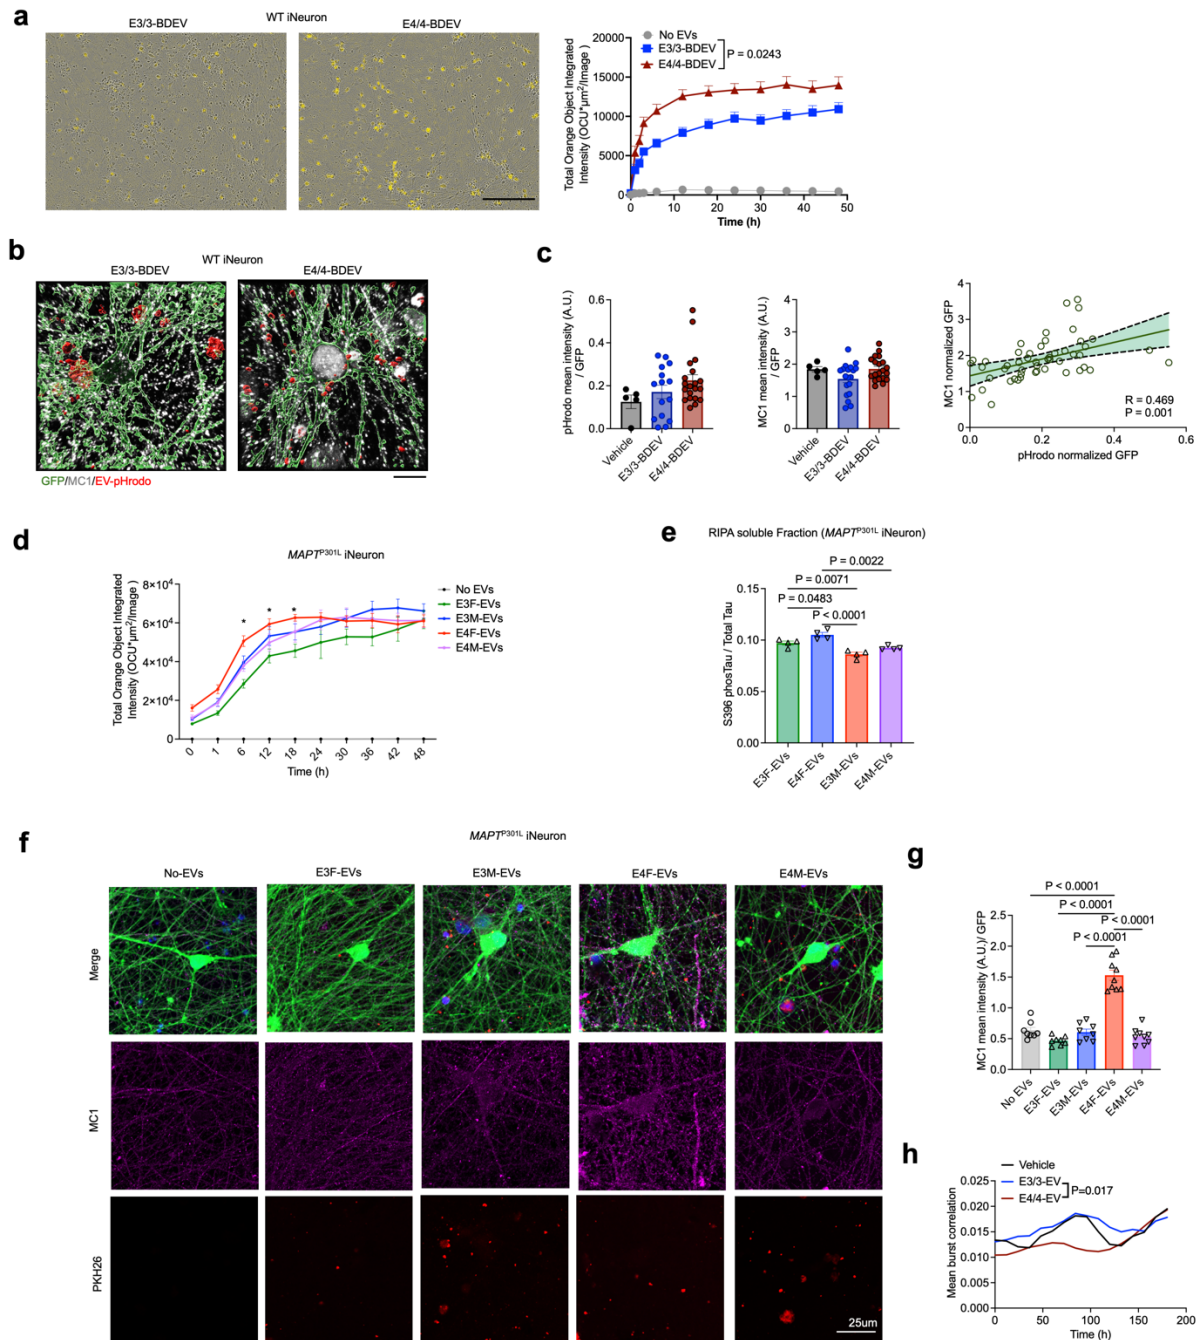 a
WT iNeuron
E3/3-BDEV
E4/4-BDEV
No EVs
E3/3-BDEV
E4/4-BDEV
P = 0.0243
Total Orange Object Integrated
Intensity (OCU*µm²/Image)
20000
15000
10000
5000
0
0 10 20 30 40 50
Time (h)
b
WT iNeuron
E3/3-BDEV
E4/4-BDEV
GFP/MC1/EV-pHrodo
c
pHrodo mean intensity (A.U.)
/ GFP
0.6
0.4
0.2
0.0
Vehicle
E3/3-BDEV
E4/4-BDEV
MC1 mean intensity (A.U.)
/ GFP
4
3
2
1
0
Vehicle
E3/3-BDEV
E4/4-BDEV
MC1 normalized GFP
4
3
2
1
0
R = 0.469
P = 0.001
0.0 0.2 0.4 0.6
pHrodo normalized GFP
d
MAPT^P301L iNeuron
Total Orange Object Integrated
Intensity (OCU*µm²/Image )
8×10⁴
6×10⁴
4×10⁴
2×10⁴
0
* * *
No EVs
E3F-EVs
E3M-EVs
E4F-EVs
E4M-EVs
0 1 6 12 18 24 30 36 42 48
Time (h)
e
RIPA soluble Fraction (MAPT^P301L iNeuron)
P = 0.0022
P = 0.0071
P = 0.0483
P < 0.0001
S396 phosTau / Total Tau
0.15
0.10
0.05
0.00
E3F-EVs
E4F-EVs
E3M-EVs
E4M-EVs
f
MAPT^P301L iNeuron
No-EVs
E3F-EVs
E3M-EVs
E4F-EVs
E4M-EVs
Merge
MC1
PKH26
25um
g
P < 0.0001
P < 0.0001
P < 0.0001
P < 0.0001
MC1 mean intensity (A.U.)/ GFP
2.5
2.0
1.5
1.0
0.5
0.0
No EVs
E3F-EVs
E3M-EVs
E4F-EVs
E4M-EVs
h
Vehicle
E3/3-EV
E4/4-EV
P=0.017
Mean burst correlation
0.025
0.020
0.015
0.010
0.005
0.000
0 50 100 150 200
Time (h)